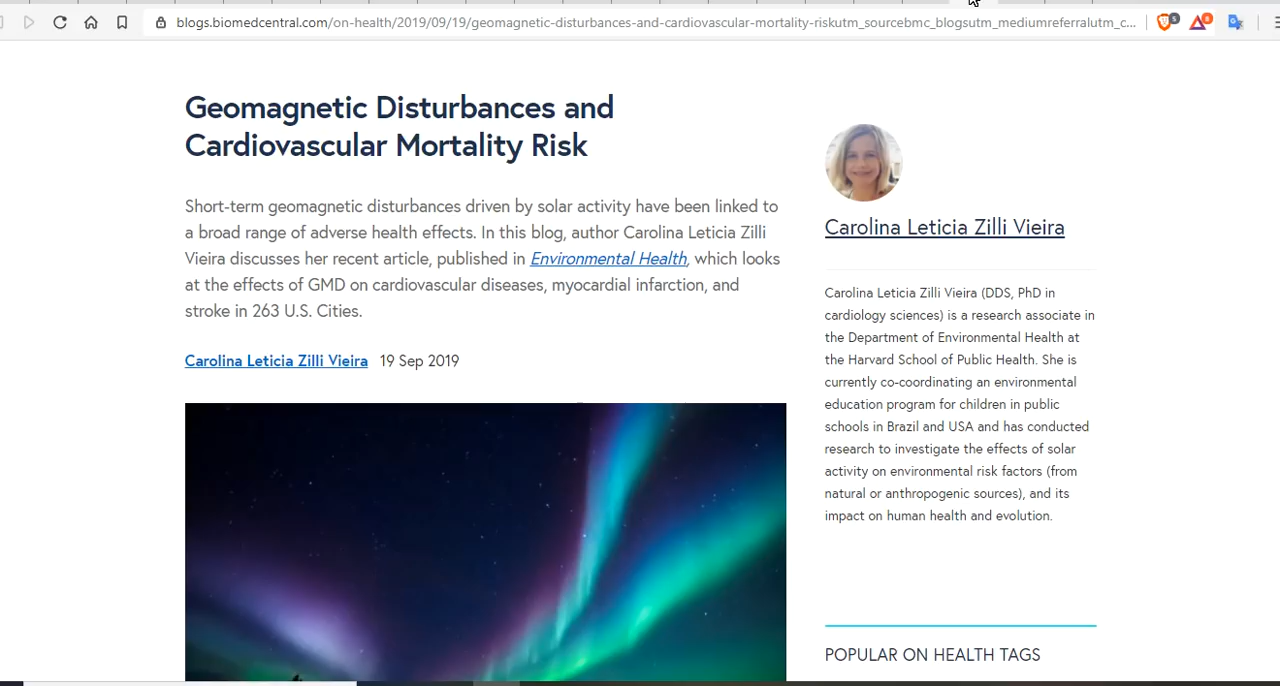 blogs.biomedcentral.com/on-health/2019/09/19/geomagnetic-disturbances-and-cardiovascular-mortality-riskutm_sourcebmc_blogsutm_mediumreferralutm_c...
5
8
Geomagnetic Disturbances and
Cardiovascular Mortality Risk
Short-term geomagnetic disturbances driven by solar activity have been linked to
a broad range of adverse health effects. In this blog, author Carolina Leticia Zilli
Vieira discusses her recent article, published in Environmental Health, which looks
at the effects of GMD on cardiovascular diseases, myocardial infarction, and
stroke in 263 U.S. Cities.
Carolina Leticia Zilli Vieira 19 Sep 2019
Carolina Leticia Zilli Vieira
Carolina Leticia Zilli Vieira (DDS, PhD in
cardiology sciences) is a research associate in
the Department of Environmental Health at
the Harvard School of Public Health. She is
currently co-coordinating an environmental
education program for children in public
schools in Brazil and USA and has conducted
research to investigate the effects of solar
activity on environmental risk factors (from
natural or anthropogenic sources), and its
impact on human health and evolution.
POPULAR ON HEALTH TAGS